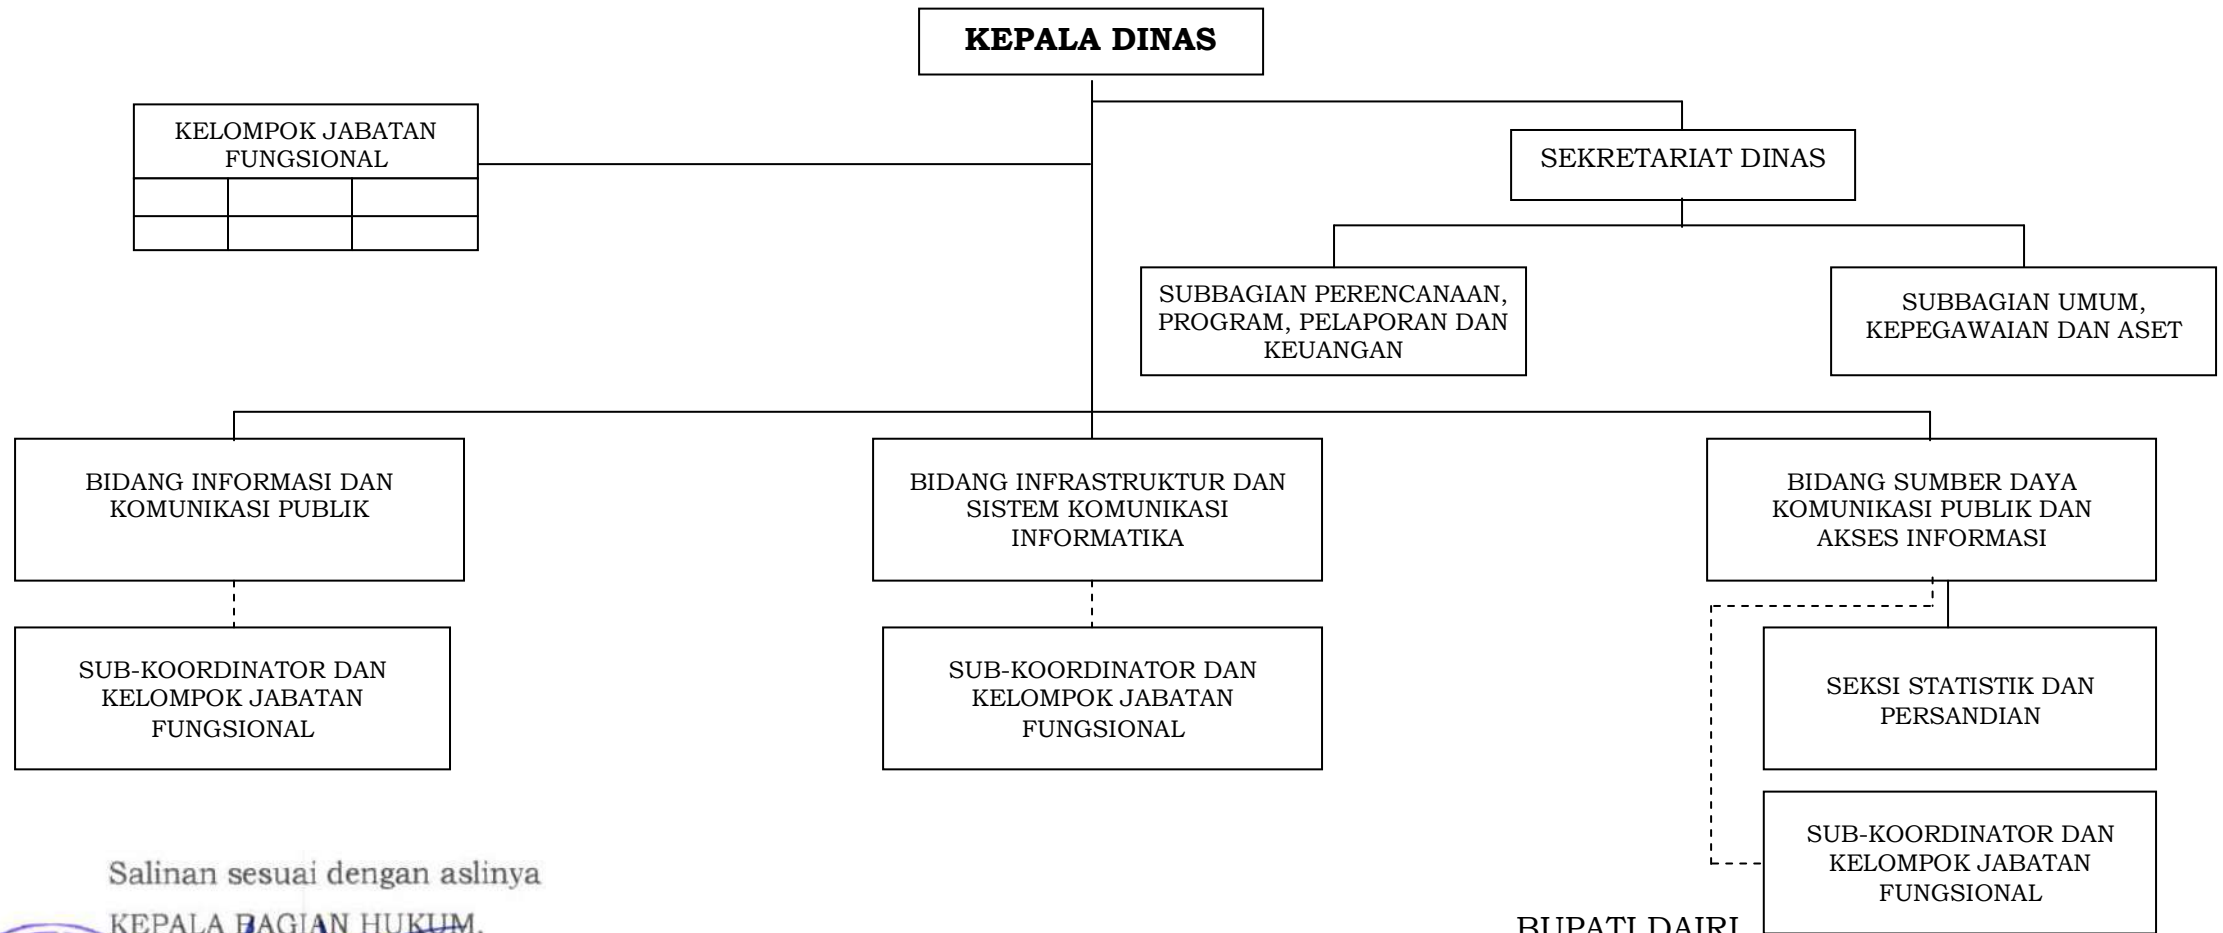 KEPALA DINAS
KELOMPOK JABATAN
FUNGSIONAL
SEKRETARIAT DINAS
SUBBAGIAN PERENCANAAN,
PROGRAM, PELAPORAN DAN
KEUANGAN
SUBBAGIAN UMUM,
KEPEGAWAIAN DAN ASET
BIDANG INFORMASI DAN
KOMUNIKASI PUBLIK
BIDANG INFRASTRUKTUR DAN
SISTEM KOMUNIKASI
INFORMATIKA
BIDANG SUMBER DAYA
KOMUNIKASI PUBLIK DAN
AKSES INFORMASI
SUB-KOORDINATOR DAN
KELOMPOK JABATAN
FUNGSIONAL
SUB-KOORDINATOR DAN
KELOMPOK JABATAN
FUNGSIONAL
SEKSI STATISTIK DAN
PERSANDIAN
SUB-KOORDINATOR DAN
KELOMPOK JABATAN
FUNGSIONAL
Salinan sesuai dengan aslinya
KEPALA BAGIAN HUKUM,
BUPATI DAIRI